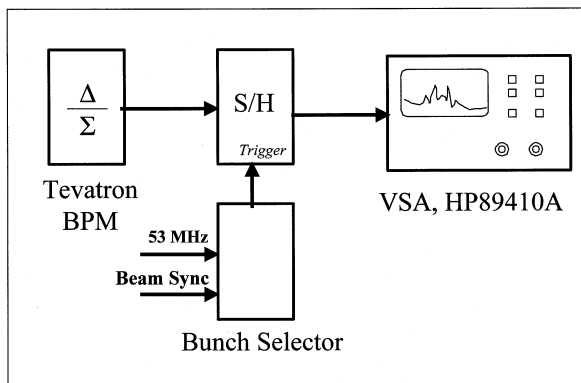 Δ
Σ
S/H
Trigger
Tevatron
BPM
VSA, HP89410A
53 MHz
Beam Sync
Bunch Selector